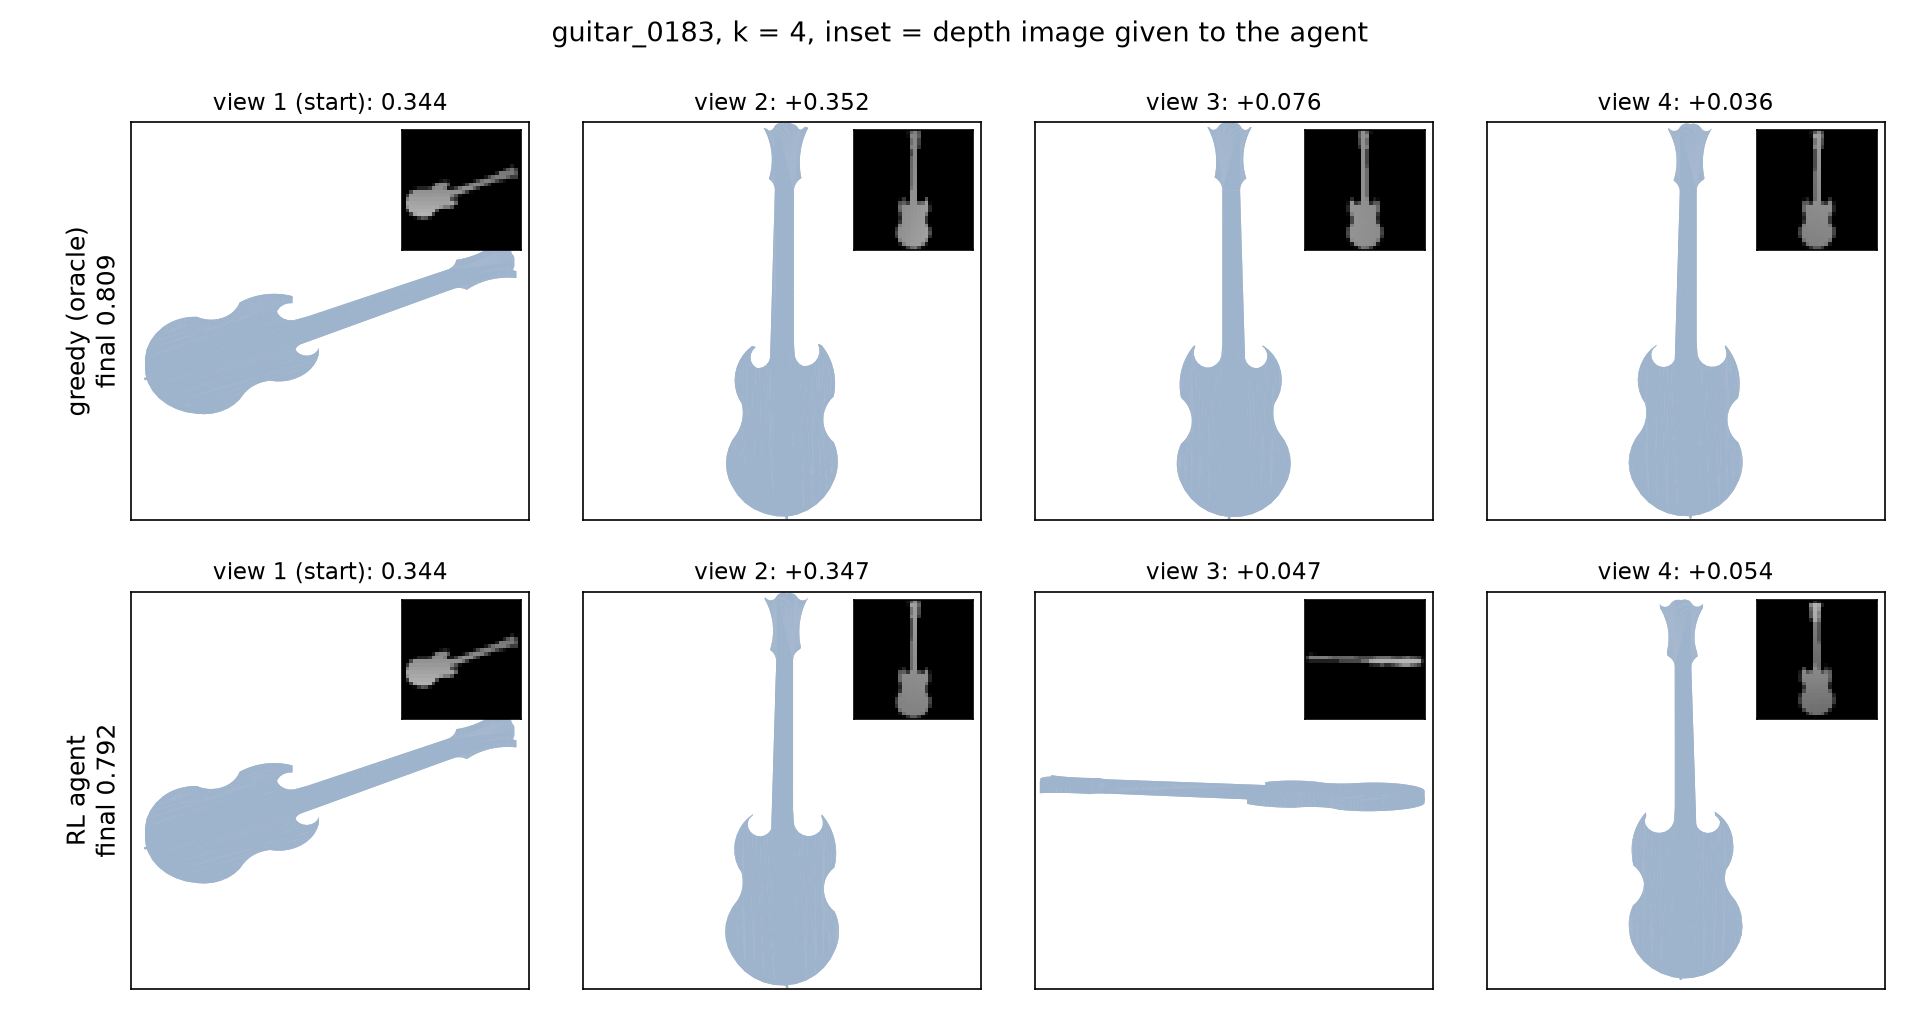 guitar_0183, k = 4, inset = depth image given to the agent
view 1 (start): 0.344
view 2: +0.352
view 3: +0.076
view 4: +0.036
greedy (oracle)
final 0.809
view 1 (start): 0.344
view 2: +0.347
view 3: +0.047
view 4: +0.054
RL agent
final 0.792